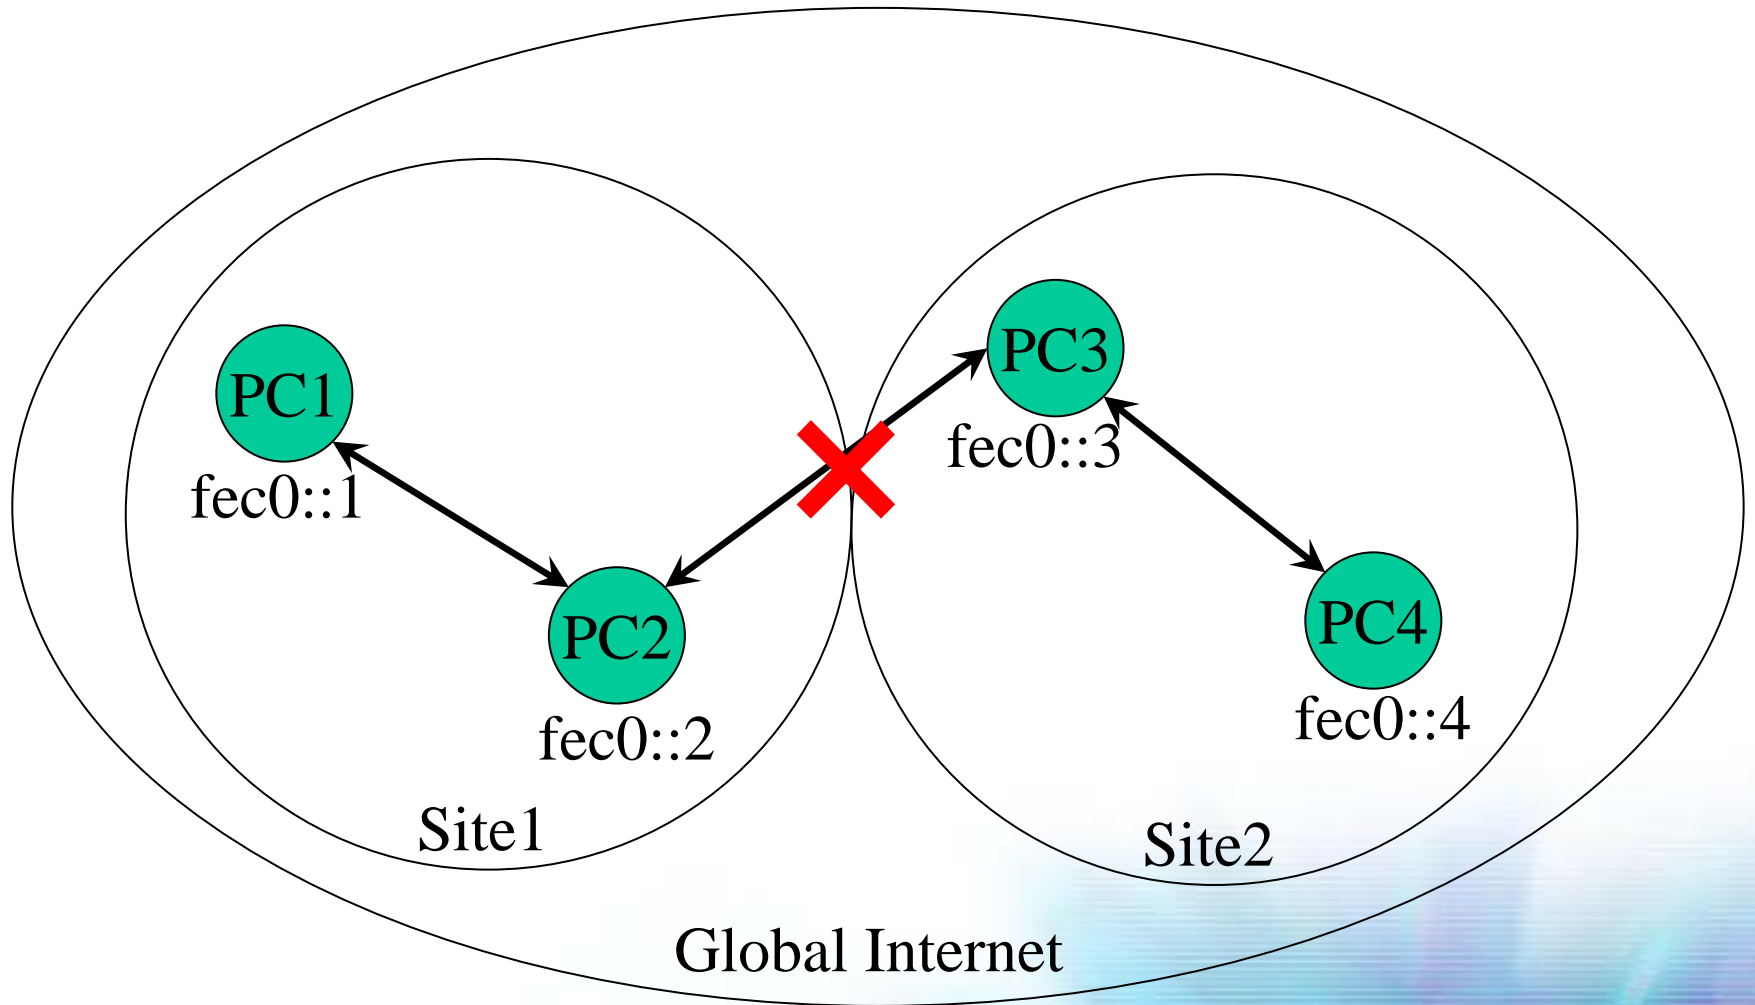 PC1
fec0::1
PC2
fec0::2
Site1
PC3
fec0::3
PC4
fec0::4
Site2
Global Internet